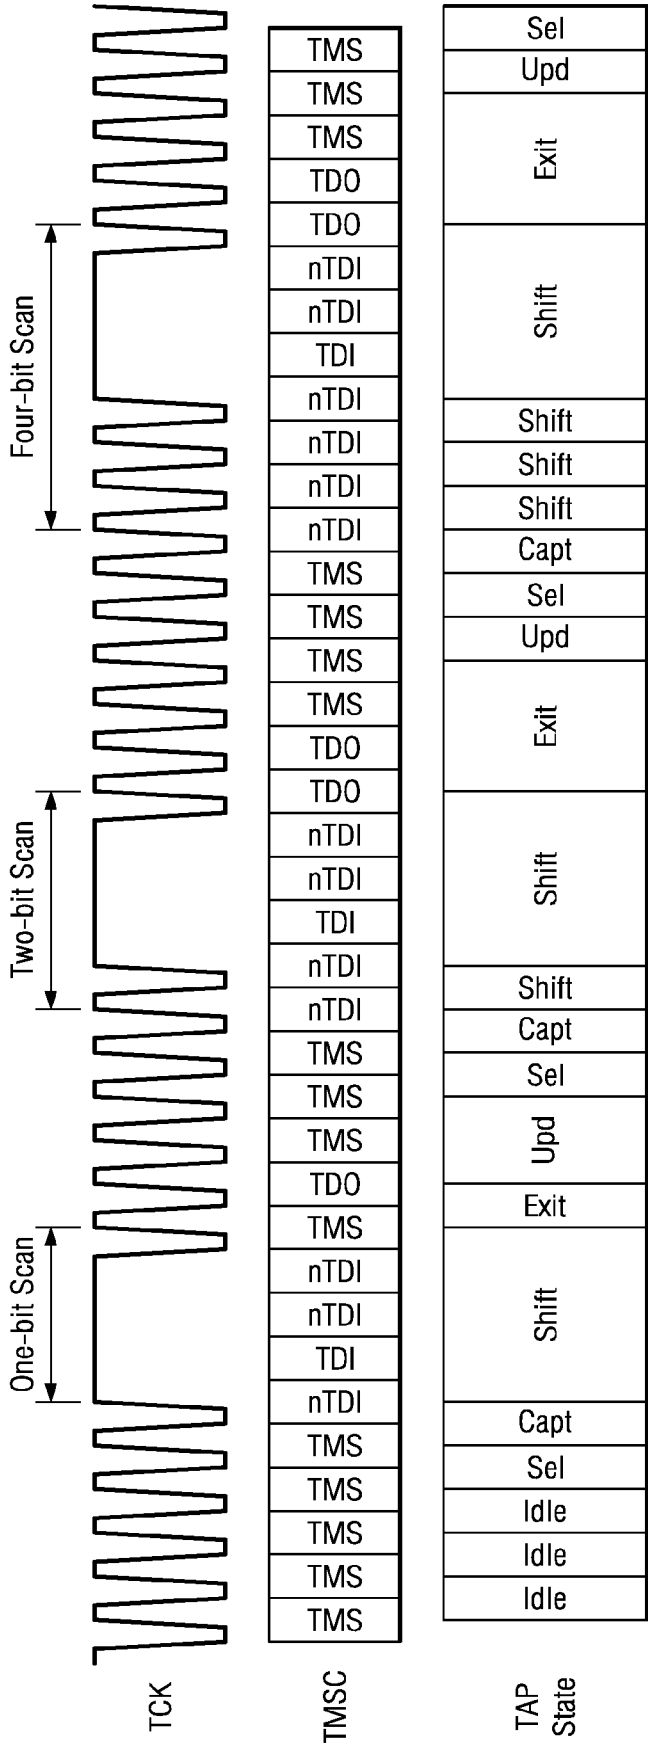 Four-bit Scan
Two-bit Scan
One-bit Scan
TCK
TMS
TMS
TMS
TDO
TDO
nTDI
nTDI
TDI
nTDI
nTDI
nTDI
nTDI
TMS
TMS
TMS
TMS
TDO
TDO
nTDI
nTDI
TDI
nTDI
nTDI
TMS
TMS
TMS
TDO
TMS
nTDI
nTDI
TDI
nTDI
TMS
TMS
TMS
TMS
TMS
TMSC
Sel
Upd
Exit
Shift
Shift
Shift
Shift
Capt
Sel
Upd
Exit
Shift
Shift
Capt
Sel
Upd
Exit
Shift
Capt
Sel
Idle
Idle
Idle
TAP
State